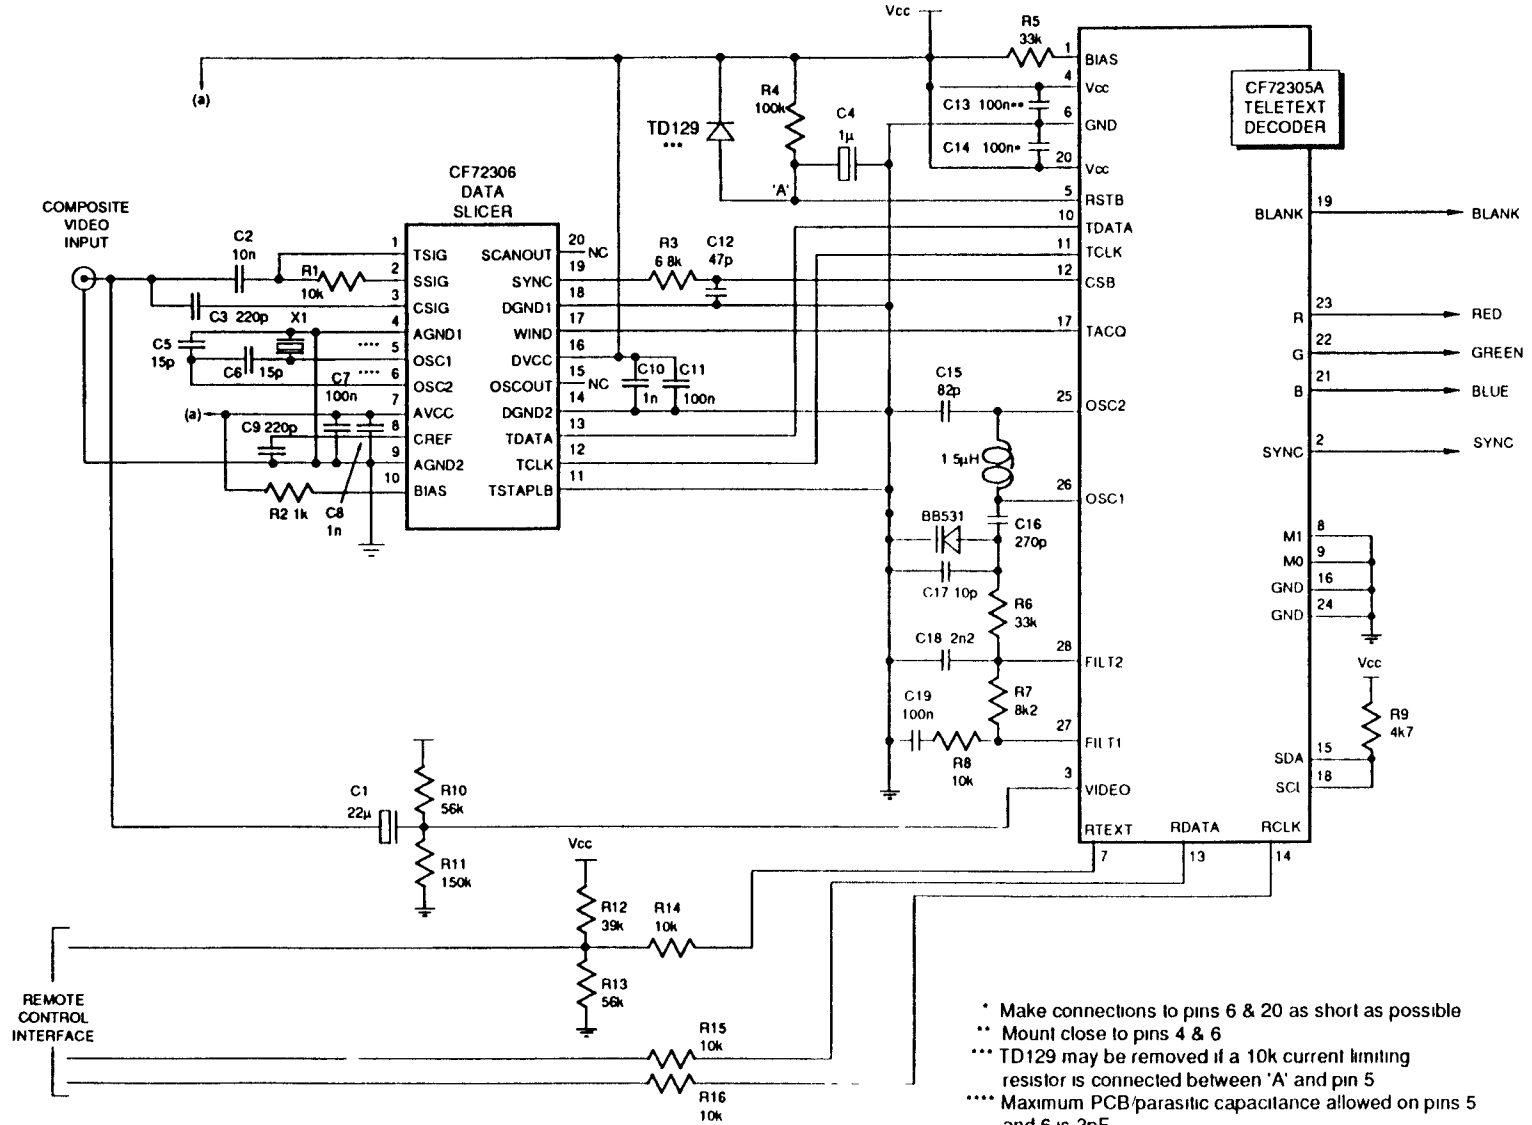 Vcc
R5
33k
1
BIAS
4
Vcc
(a)
R4
100k
C4
1µ
C13 100n**
6
GND
CF72305A
TELETEXT
DECODER
TD129
***
C14 100n*
20
Vcc
CF72306
DATA
SLICER
'A'
5
RSTB
COMPOSITE
VIDEO
INPUT
10
TDATA
19
BLANK
BLANK
C2
10n
1
TSIG
SCANOUT
20
NC
R3
6 8k
C12
47p
11
TCLK
R1
10k
2
SSIG
SYNC
19
12
CSB
3
CSIG
DGND1
18
C3 220p
X1
23
R
RED
4
AGND1
WIND
17
17
TACQ
C5
15p
****
5
OSC1
DVCC
16
22
G
GREEN
C6
15p
****
6
OSC2
OSCOUT
15
NC
C10
1n
C11
100n
C15
82p
21
B
BLUE
C7
100n
7
AVCC
DGND2
14
25
OSC2
(a)
C9 220p
8
CREF
TDATA
13
2
SYNC
SYNC
9
AGND2
TCLK
12
1 5µH
10
BIAS
TSTAPLB
11
26
OSC1
R2 1k
C8
1n
BB531
C16
270p
8
M1
9
M0
C17 10p
16
GND
R6
33k
24
GND
C18 2n2
28
FILT2
Vcc
C19
100n
R7
8k2
R9
4k7
27
FILT1
R8
10k
15
SDA
3
VIDEO
18
SCL
C1
22µ
R10
56k
RTEXT
RDATA
RCLK
7
13
14
R11
150k
Vcc
R12
39k
R14
10k
R13
56k
REMOTE
CONTROL
INTERFACE
R15
10k
R16
10k
* Make connections to pins 6 & 20 as short as possible
** Mount close to pins 4 & 6
*** TD129 may be removed if a 10k current limiting
resistor is connected between 'A' and pin 5
**** Maximum PCB/parasitic capacitance allowed on pins 5
and 6 is 2pF